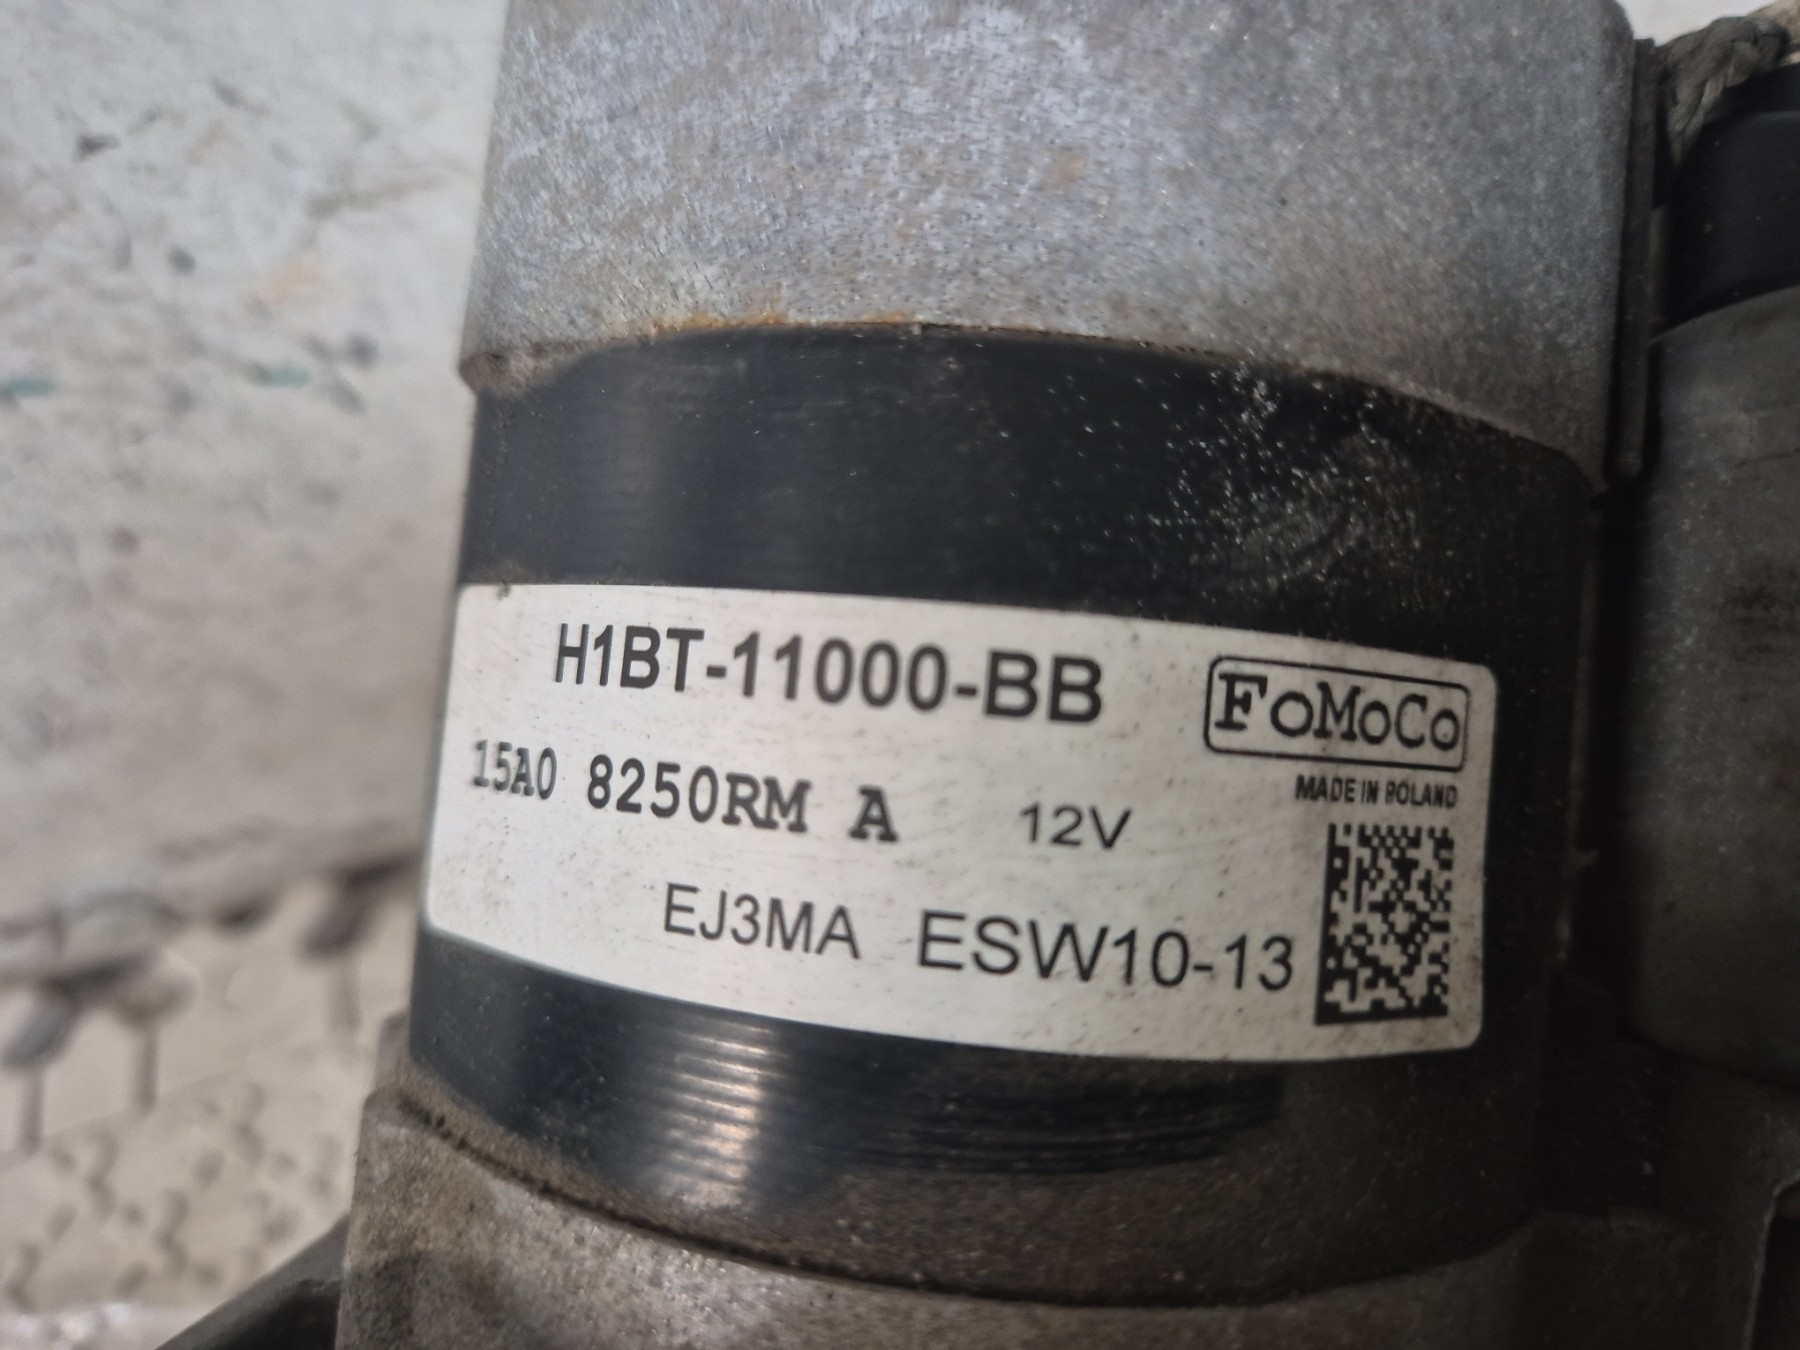 H1BT-11000-BB
FoMoCo
MADE IN POLAND
15A0 8250RM A 12V
EJ3MA ESW10-13